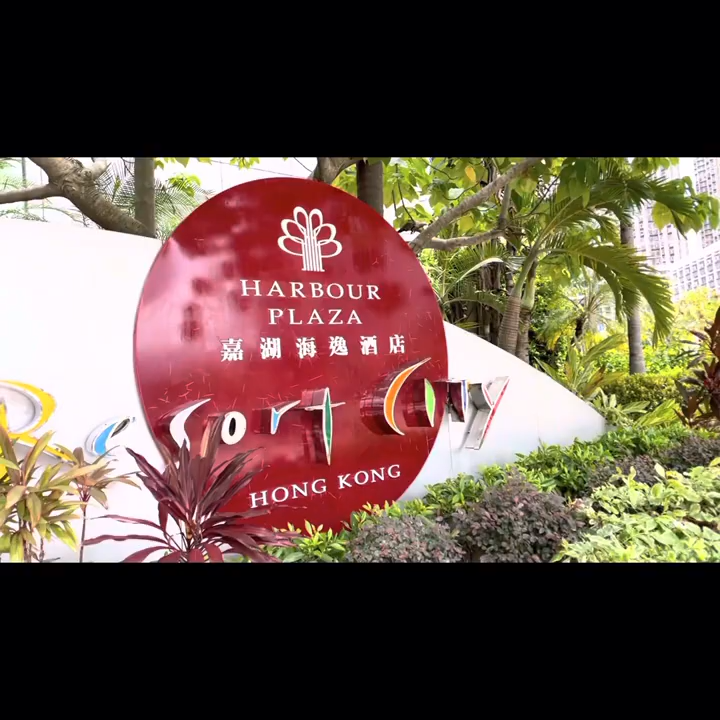 HARBOUR
PLAZA
嘉湖海逸酒店
Resort City
HONG KONG